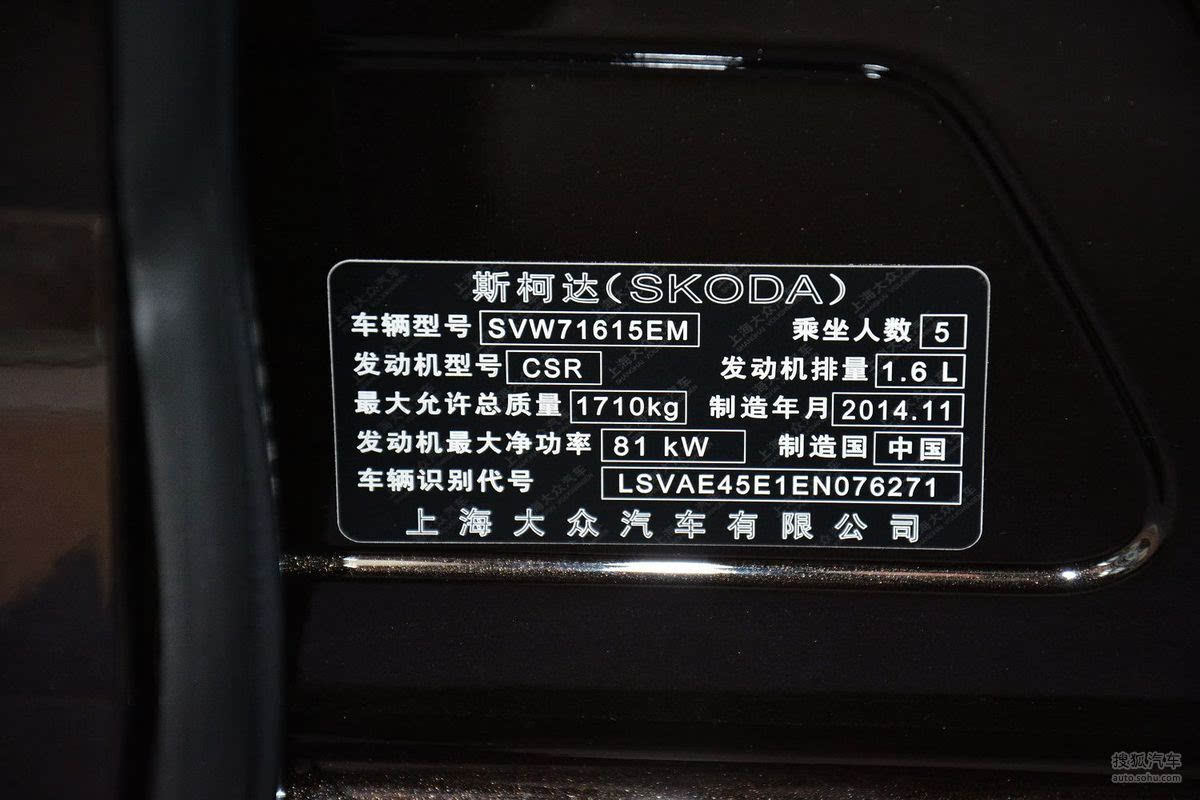 斯柯达(SKODA)
车辆型号 SVW71615EM 乘坐人数 5
发动机型号 CSR 发动机排量 1.6 L
最大允许总质量 1710kg 制造年月 2014.11
发动机最大净功率 81 kW 制造国 中国
车辆识别代号 LSVAE45E1EN076271
上海大众汽车有限公司
搜狐汽车
auto.sohu.com